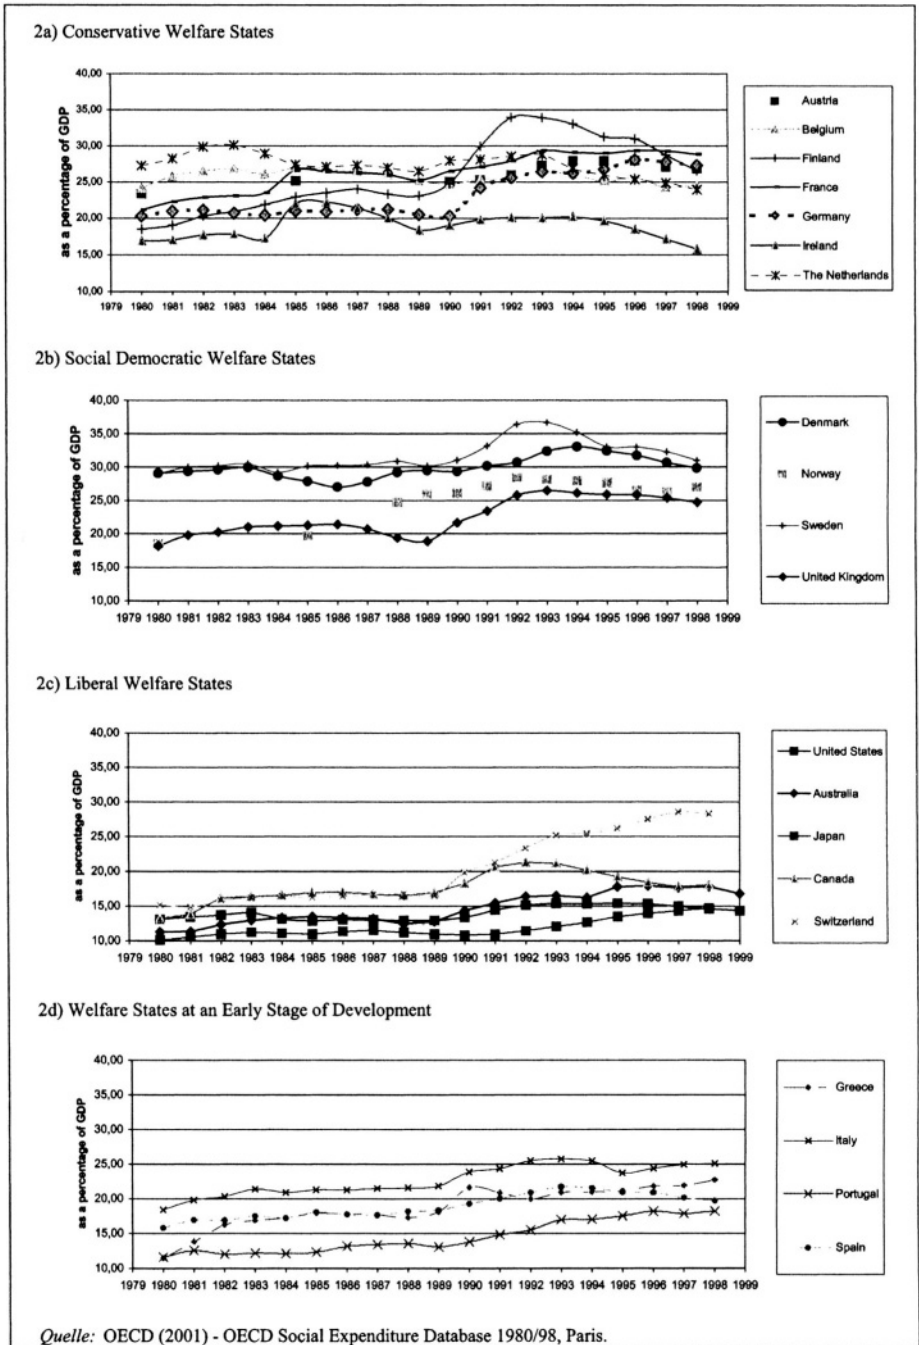 2a) Conservative Welfare States
as a percentage of GDP
40,00
35,00
30,00
25,00
20,00
15,00
10,00
1979 1980 1981 1982 1983 1984 1985 1986 1987 1988 1989 1990 1991 1992 1993 1994 1995 1996 1997 1998 1999
Austria
Belgium
Finland
France
Germany
Ireland
The Netherlands
2b) Social Democratic Welfare States
as a percentage of GDP
40,00
35,00
30,00
25,00
20,00
15,00
10,00
1979 1980 1981 1982 1983 1984 1985 1986 1987 1988 1989 1990 1991 1992 1993 1994 1995 1996 1997 1998 1999
Denmark
Norway
Sweden
United Kingdom
2c) Liberal Welfare States
as a percentage of GDP
40,00
35,00
30,00
25,00
20,00
15,00
10,00
1979 1980 1981 1982 1983 1984 1985 1986 1987 1988 1989 1990 1991 1992 1993 1994 1995 1996 1997 1998 1999
United States
Australia
Japan
Canada
Switzerland
2d) Welfare States at an Early Stage of Development
as a percentage of GDP
40,00
35,00
30,00
25,00
20,00
15,00
10,00
1979 1980 1981 1982 1983 1984 1985 1986 1987 1988 1989 1990 1991 1992 1993 1994 1995 1996 1997 1998 1999
Greece
Italy
Portugal
Spain
Quelle: OECD (2001) - OECD Social Expenditure Database 1980/98, Paris.